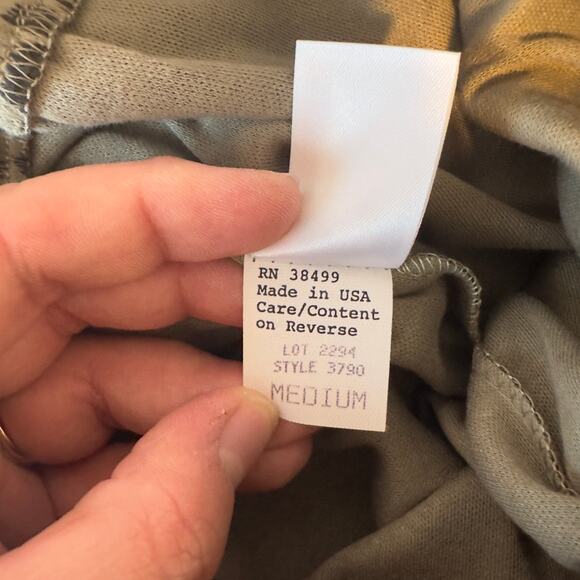 RN 38499
Made in USA
Care/Content
on Reverse
LOT 2294
STYLE 3790
MEDIUM